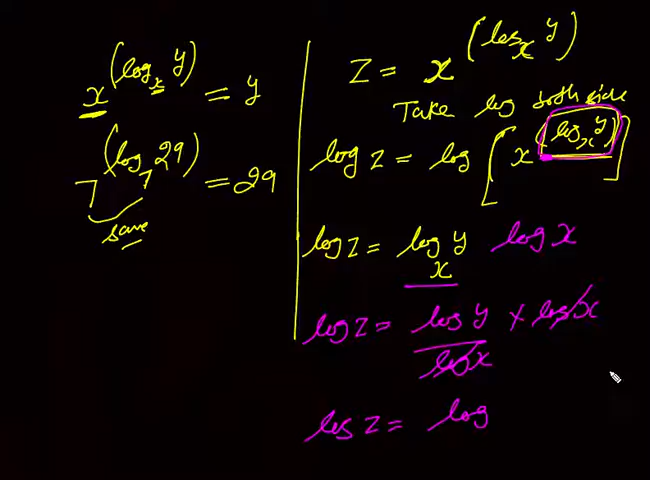 x^(log_x y) = y
7^(log_7 29) = 29
same
z = x^(log_x y)
Take log both side
log z = log [x^(log_x y)]
log z = log_x y log x
log z = log y / log x × log x
log z = log